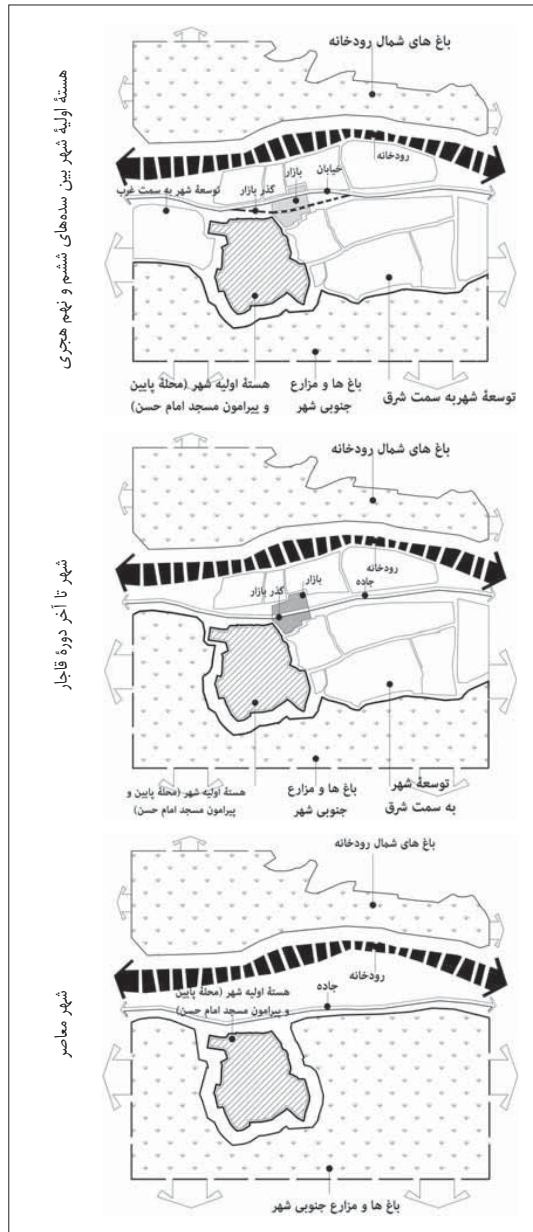 هستهٔ اولیهٔ شهر بین سده‌های ششم و نهم هجری
باغ های شمال رودخانه
رودخانه
خیابان
بازار
گذر بازار
توسعهٔ شهر به سمت غرب
هستهٔ اولیه شهر (محلهٔ پایین
و پیرامون مسجد امام حسن)
باغ ها و مزارع
جنوبی شهر
توسعهٔ شهربه سمت شرق
شهر تا آخر دورهٔ قاجار
باغ های شمال رودخانه
رودخانه
جاده
بازار
گذر بازار
هستهٔ اولیه شهر (محلهٔ پایین و
پیرامون مسجد امام حسن)
باغ ها و مزارع
جنوبی شهر
توسعهٔ شهر
به سمت شرق
شهر معاصر
باغ های شمال رودخانه
رودخانه
جاده
هستهٔ اولیه شهر (محلهٔ پایین
و پیرامون مسجد امام حسن)
باغ ها و مزارع جنوبی شهر